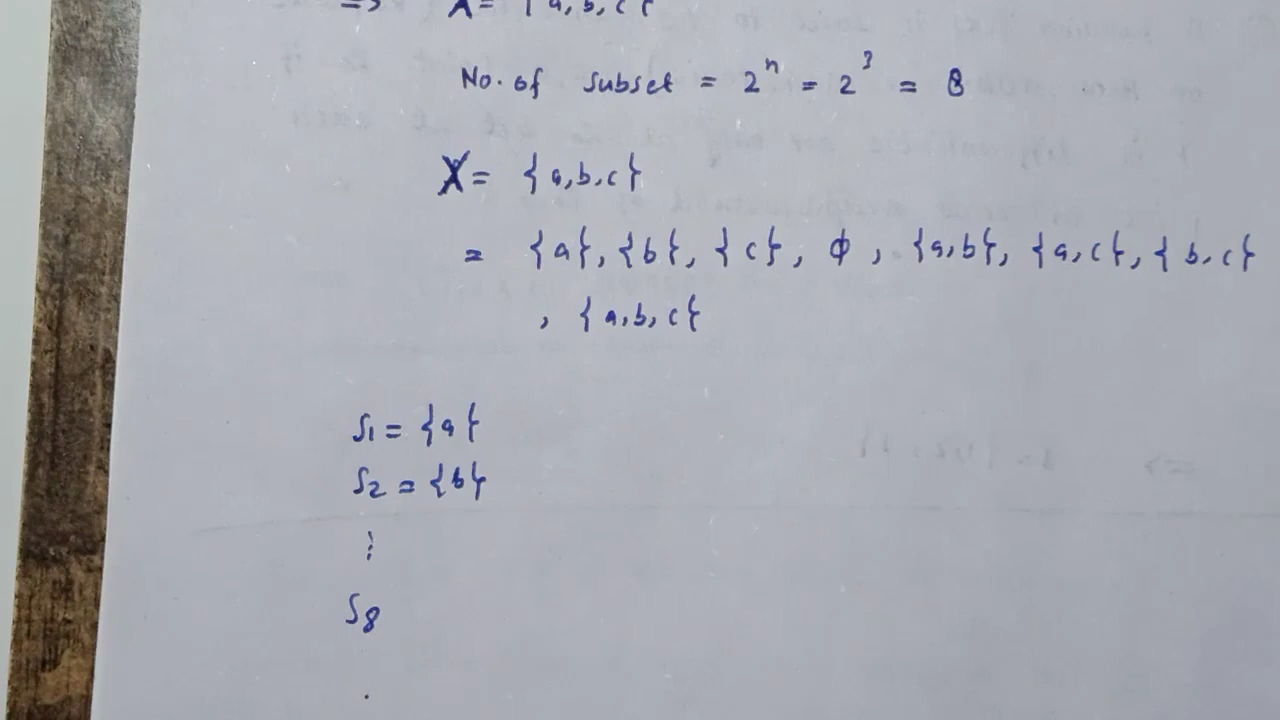 => X = {a, b, c}
No. of subset = 2^n = 2^3 = 8
X = {a, b, c}
= {a}, {b}, {c}, ϕ, {a, b}, {a, c}, {b, c}
, {a, b, c}
S1 = {a}
S2 = {b}
⋮
S8
.